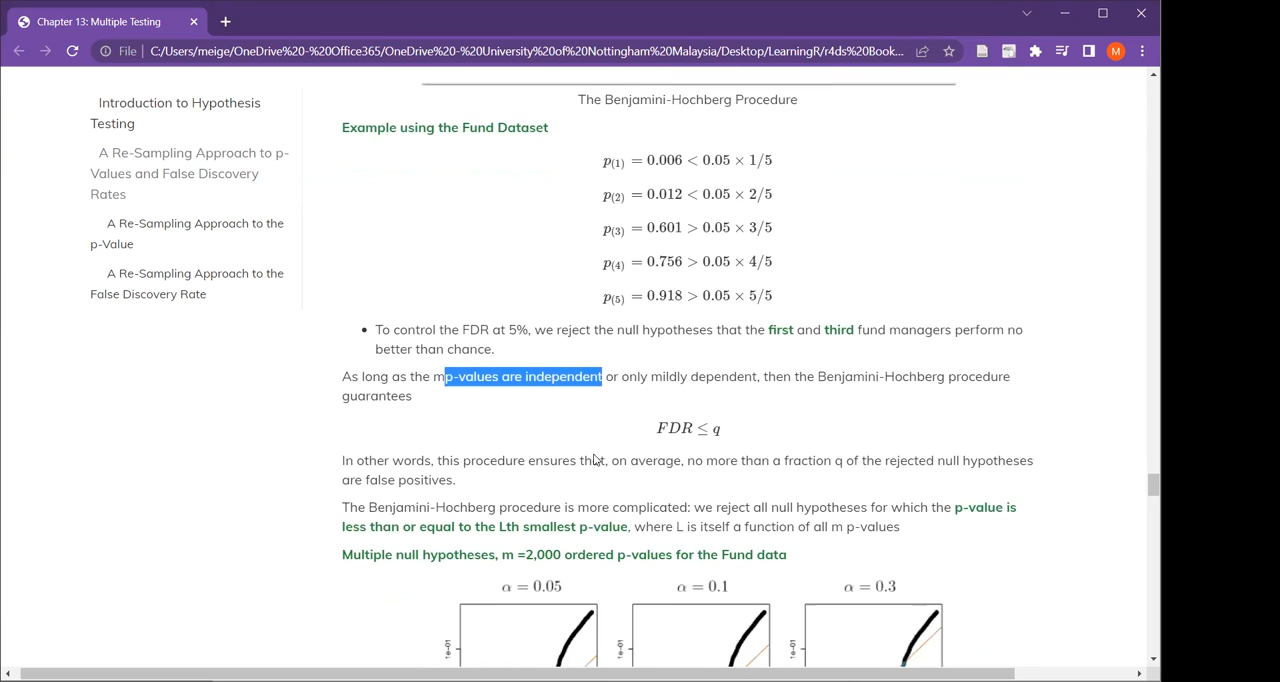 Chapter 13: Multiple Testing
File
C:/Users/meige/OneDrive%20-%20Office365/OneDrive%20-%20University%20of%20Nottingham%20Malaysia/Desktop/LearningR/r4ds%20Book...
M
Introduction to Hypothesis
Testing
A Re-Sampling Approach to p-
Values and False Discovery
Rates
A Re-Sampling Approach to the
p-Value
A Re-Sampling Approach to the
False Discovery Rate
The Benjamini-Hochberg Procedure
Example using the Fund Dataset
p(1) = 0.006 < 0.05 × 1/5
p(2) = 0.012 < 0.05 × 2/5
p(3) = 0.601 > 0.05 × 3/5
p(4) = 0.756 > 0.05 × 4/5
p(5) = 0.918 > 0.05 × 5/5
• To control the FDR at 5%, we reject the null hypotheses that the first and third fund managers perform no
better than chance.
As long as the mp-values are independent or only mildly dependent, then the Benjamini-Hochberg procedure
guarantees
FDR ≤ q
In other words, this procedure ensures that, on average, no more than a fraction q of the rejected null hypotheses
are false positives.
The Benjamini-Hochberg procedure is more complicated: we reject all null hypotheses for which the p-value is
less than or equal to the Lth smallest p-value, where L is itself a function of all m p-values
Multiple null hypotheses, m =2,000 ordered p-values for the Fund data
α = 0.05
α = 0.1
α = 0.3
1e-01
1e-01
1e-01